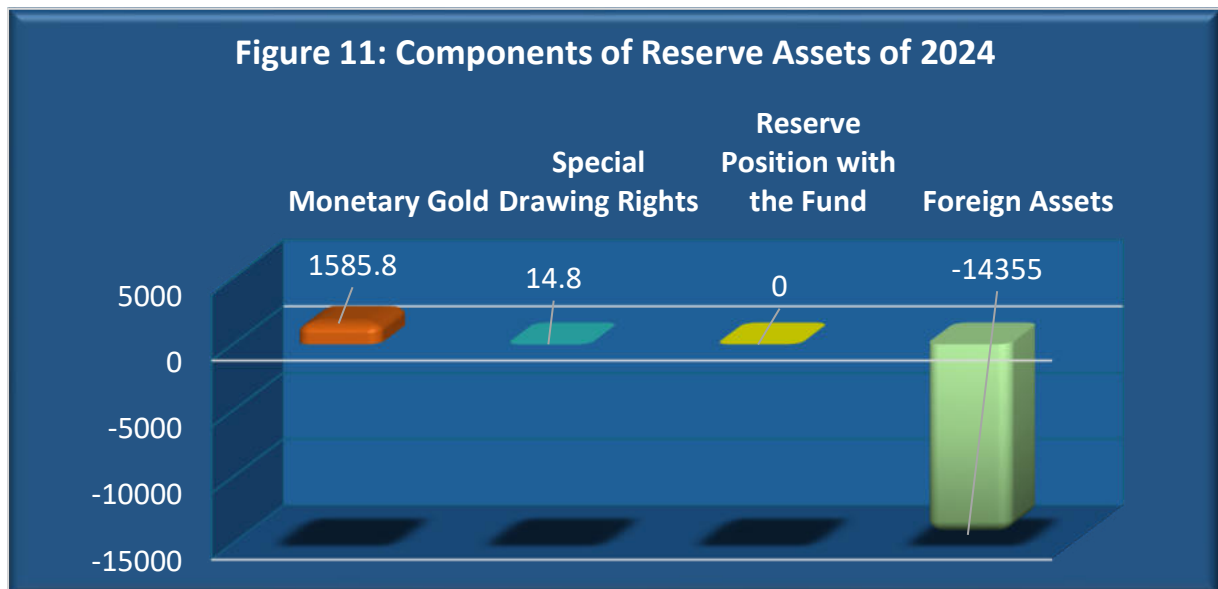 Figure 11: Components of Reserve Assets of 2024
Monetary Gold
Special
Drawing Rights
Reserve
Position with
the Fund
Foreign Assets
1585.8
14.8
0
-14355
5000
0
-5000
-10000
-15000